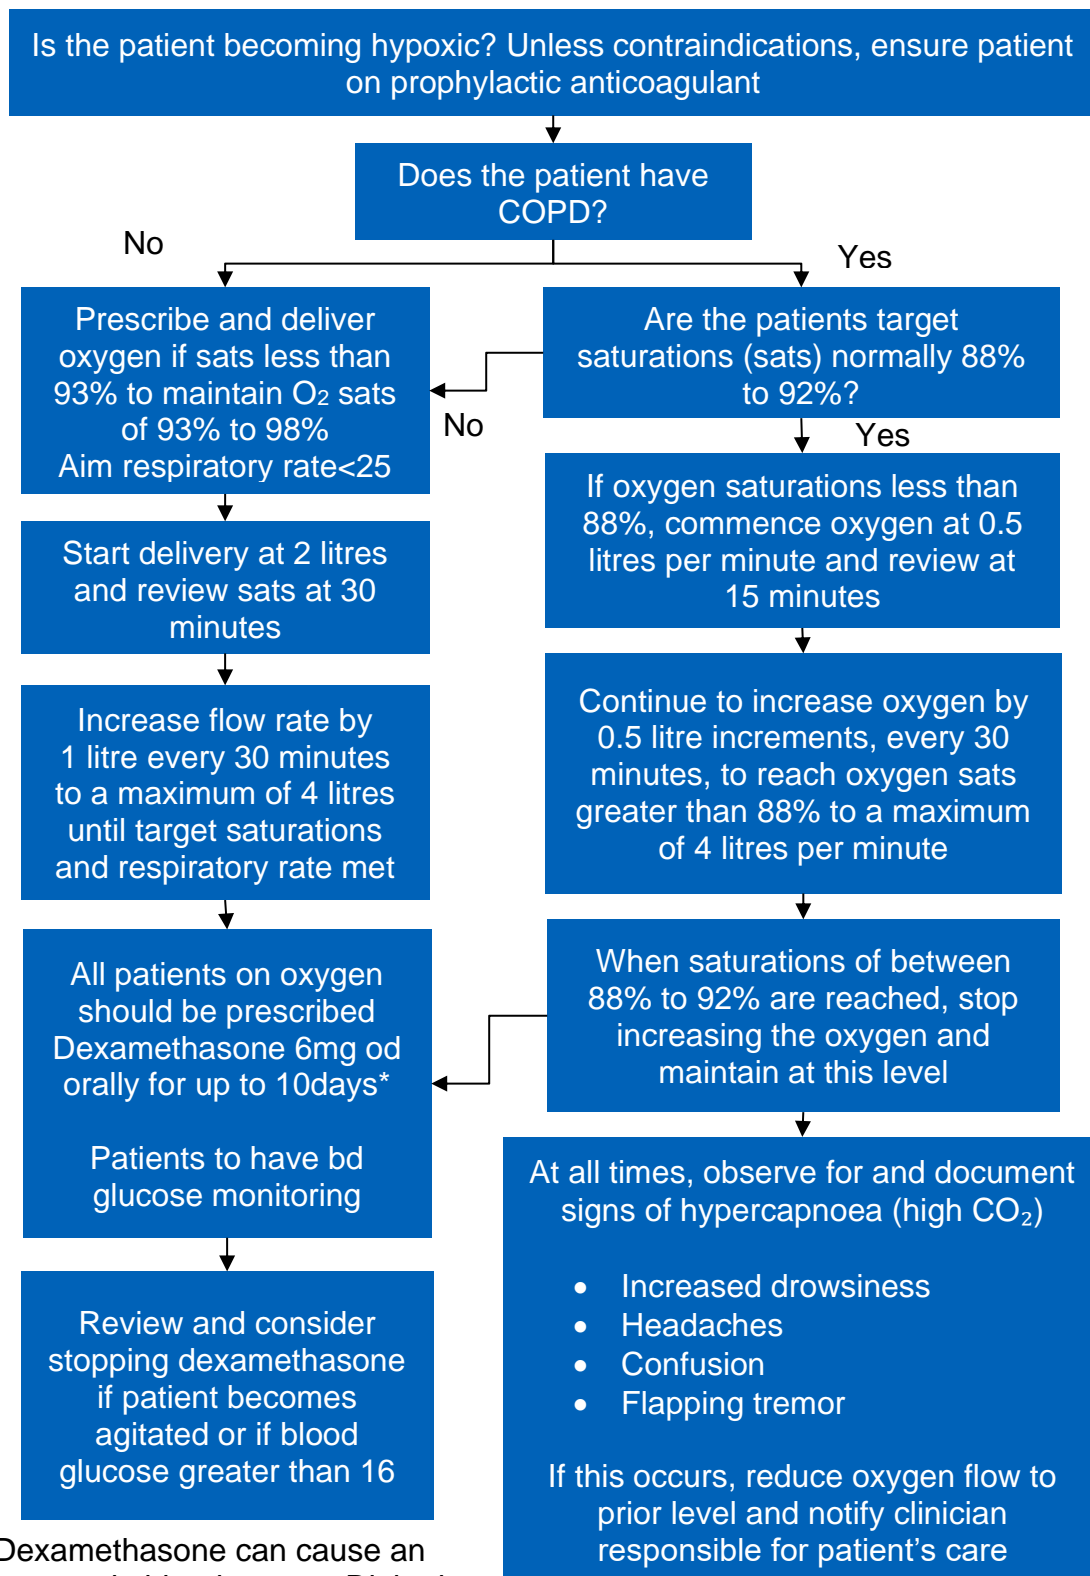 Is the patient becoming hypoxic? Unless contraindications, ensure patient
on prophylactic anticoagulant
Does the patient have
COPD?
No
Yes
Prescribe and deliver
oxygen if sats less than
93% to maintain O2 sats
of 93% to 98%
Aim respiratory rate<25
Are the patients target
saturations (sats) normally 88%
to 92%?
No
Yes
Start delivery at 2 litres
and review sats at 30
minutes
If oxygen saturations less than
88%, commence oxygen at 0.5
litres per minute and review at
15 minutes
Increase flow rate by
1 litre every 30 minutes
to a maximum of 4 litres
until target saturations
and respiratory rate met
Continue to increase oxygen by
0.5 litre increments, every 30
minutes, to reach oxygen sats
greater than 88% to a maximum
of 4 litres per minute
All patients on oxygen
should be prescribed
Dexamethasone 6mg od
orally for up to 10days*
Patients to have bd
glucose monitoring
When saturations of between
88% to 92% are reached, stop
increasing the oxygen and
maintain at this level
Review and consider
stopping dexamethasone
if patient becomes
agitated or if blood
glucose greater than 16
At all times, observe for and document
signs of hypercapnoea (high CO₂)
• Increased drowsiness
• Headaches
• Confusion
• Flapping tremor
If this occurs, reduce oxygen flow to
prior level and notify clinician
responsible for patient's care
Dexamethasone can cause an